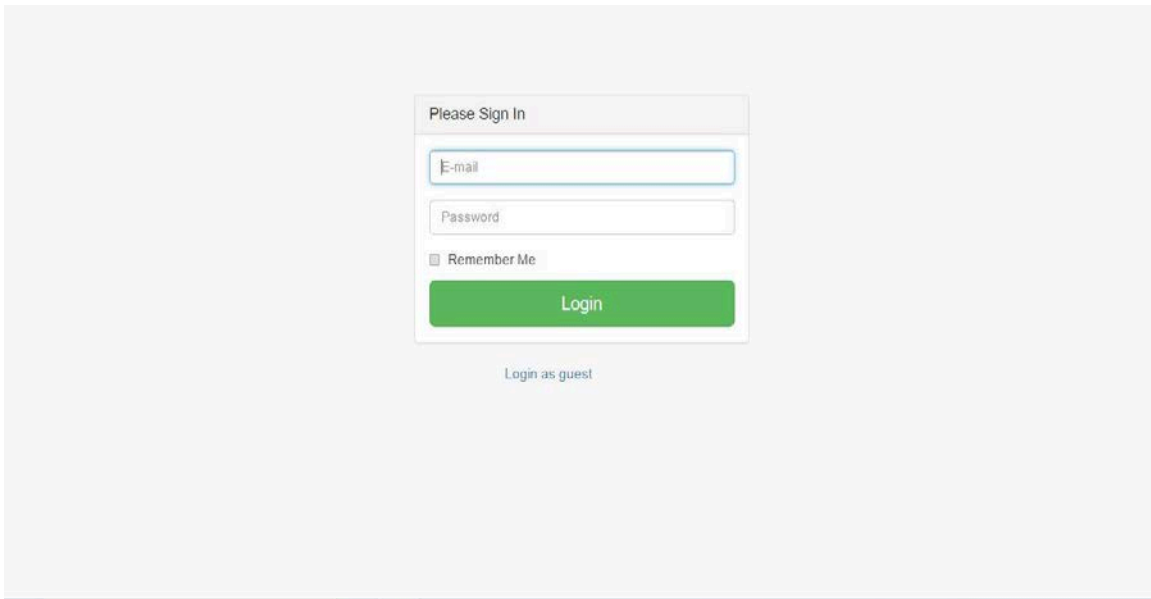 Please Sign In
E-mail
Password
Remember Me
Login
Login as guest